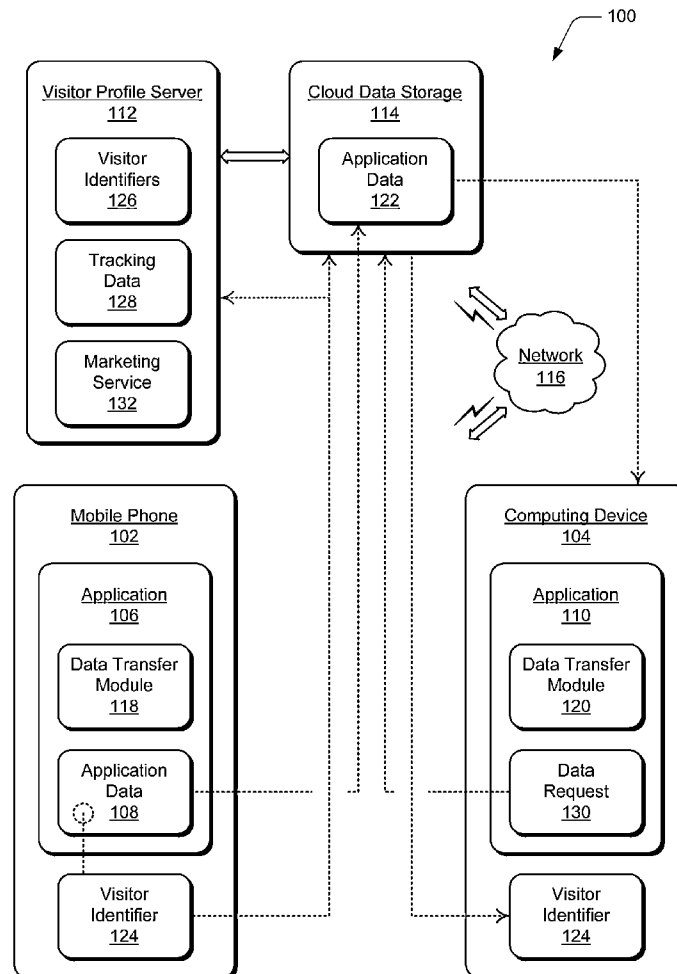 100
Visitor Profile Server
112
Visitor
Identifiers
126
Tracking
Data
128
Marketing
Service
132
Cloud Data Storage
114
Application
Data
122
Network
116
Mobile Phone
102
Application
106
Data Transfer
Module
118
Application
Data
108
Visitor
Identifier
124
Computing Device
104
Application
110
Data Transfer
Module
120
Data
Request
130
Visitor
Identifier
124